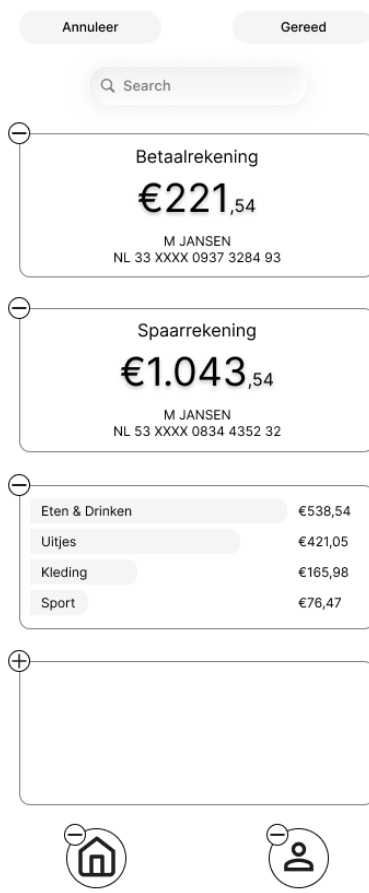 Annuleer Gereed
Search
Betaalrekening
€221,54
M JANSEN
NL 33 XXXX 0937 3284 93
Spaarrekening
€1.043,54
M JANSEN
NL 53 XXXX 0834 4352 32
Eten & Drinken €538,54
Uitjes €421,05
Kleding €165,98
Sport €76,47